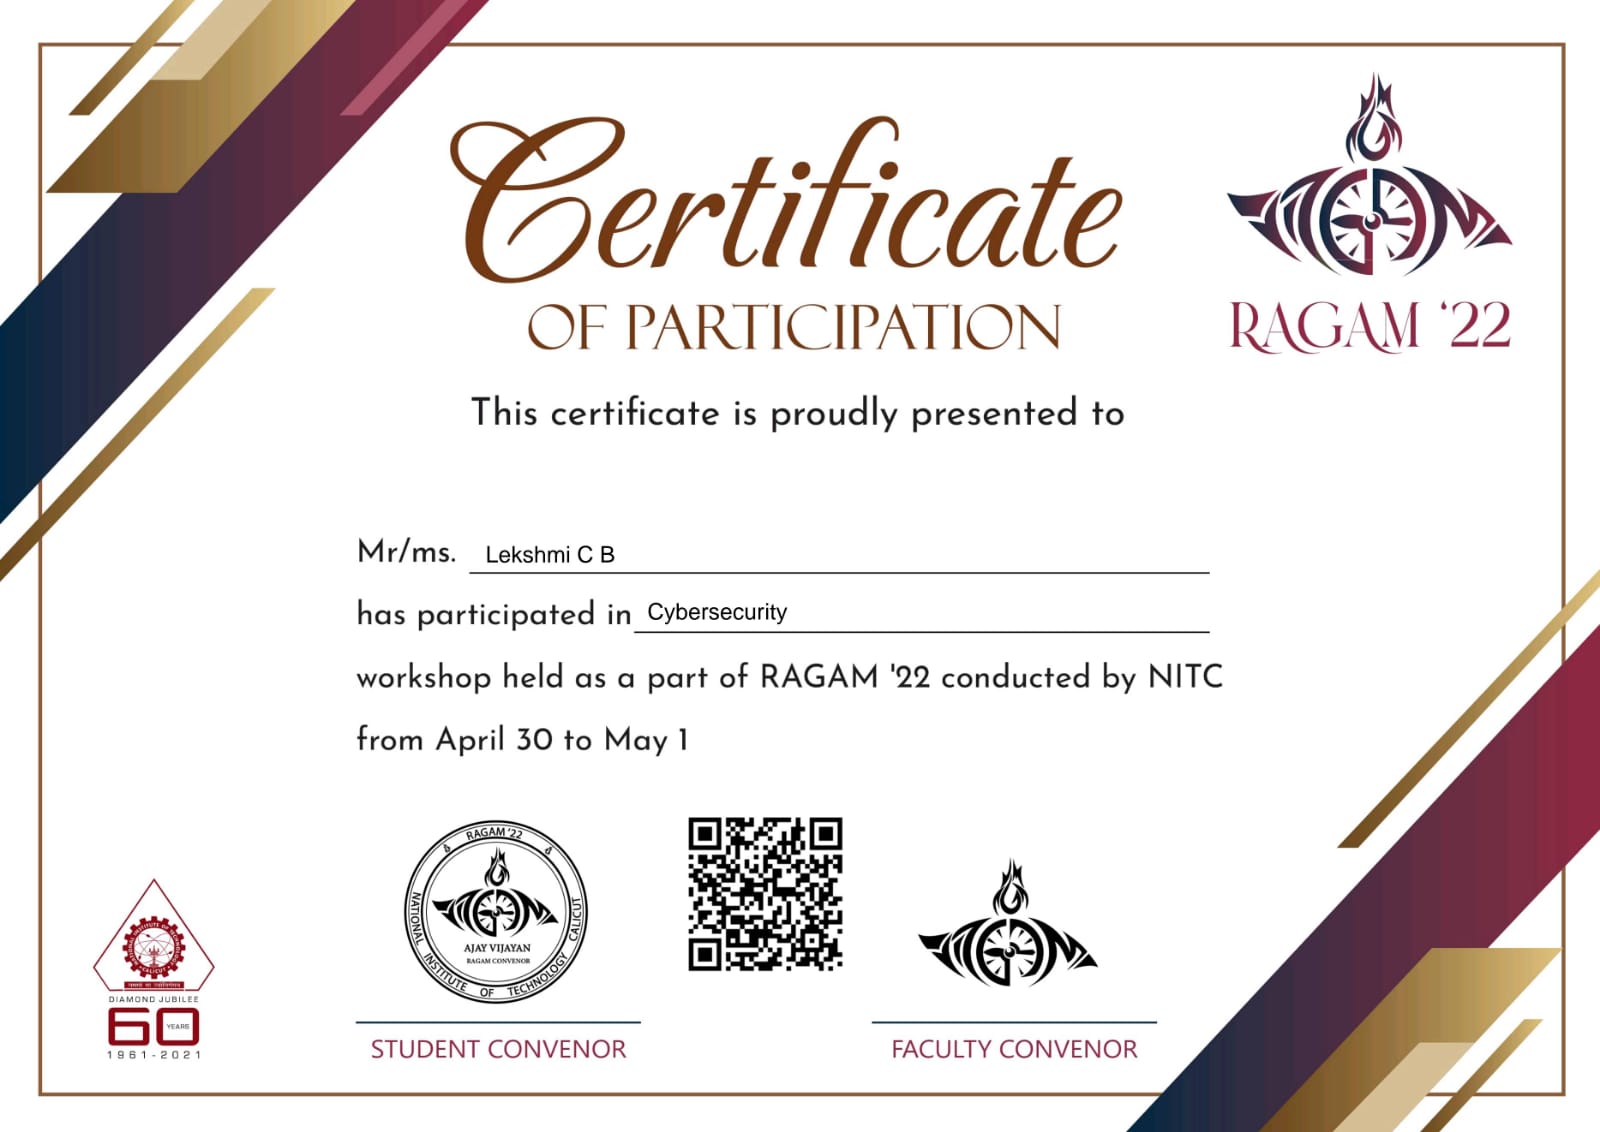 Certificate
OF PARTICIPATION
RAGAM '22
This certificate is proudly presented to
Mr/ms. Lekshmi C B
has participated in Cybersecurity
workshop held as a part of RAGAM '22 conducted by NITC
from April 30 to May 1
RAGAM '22
AJAY VIJAYAN
RAGAM CONVENOR
NATIONAL INSTITUTE OF TECHNOLOGY CALICUT
DIAMOND JUBILEE
60 YEARS
1961-2021
STUDENT CONVENOR
FACULTY CONVENOR